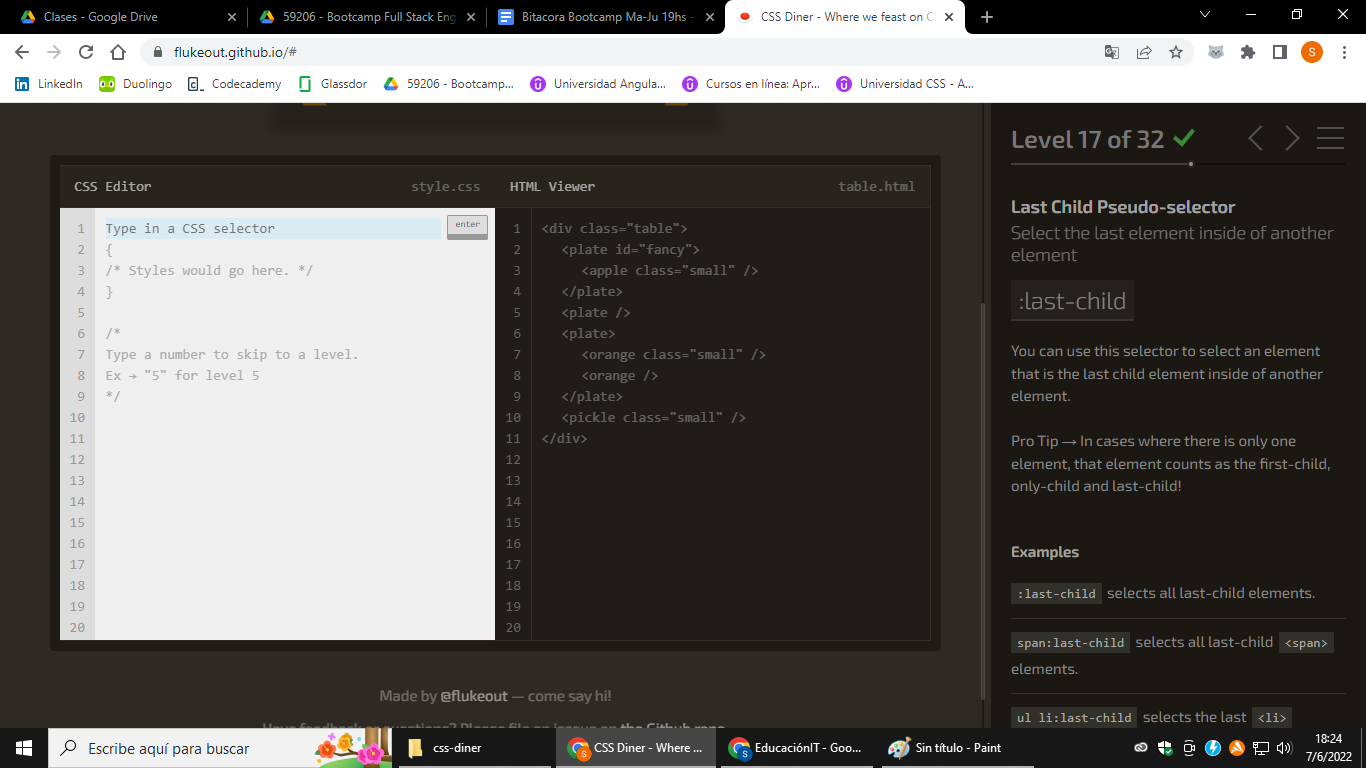 Clases - Google Drive
59206 - Bootcamp Full Stack Eng
Bitacora Bootcamp Ma-Ju 19hs -
CSS Diner - Where we feast on C
flukeout.github.io/#
S
LinkedIn
Duolingo
Codecademy
Glassdor
59206 - Bootcamp...
Universidad Angula...
Cursos en línea: Apr...
Universidad CSS - A...
CSS Editor
style.css
HTML Viewer
table.html
1 Type in a CSS selector
enter
2 {
3 /* Styles would go here. */
4 }
5
6 /*
7 Type a number to skip to a level.
8 Ex → "5" for level 5
9 */
10
11
12
13
14
15
16
17
18
19
20
1 <div class="table">
2 <plate id="fancy">
3 <apple class="small" />
4 </plate>
5 <plate />
6 <plate>
7 <orange class="small" />
8 <orange />
9 </plate>
10 <pickle class="small" />
11 </div>
12
13
14
15
16
17
18
19
20
Made by @flukeout — come say hi!
Have feedback or questions? Please file an issue on the Github repo
Level 17 of 32
Last Child Pseudo-selector
Select the last element inside of another
element
:last-child
You can use this selector to select an element
that is the last child element inside of another
element.
Pro Tip → In cases where there is only one
element, that element counts as the first-child,
only-child and last-child!
Examples
:last-child selects all last-child elements.
span:last-child selects all last-child <span>
elements.
ul li:last-child selects the last <li>
Escribe aquí para buscar
css-diner
CSS Diner - Where ...
EducaciónIT - Goo...
Sin título - Paint
18:24
7/6/2022